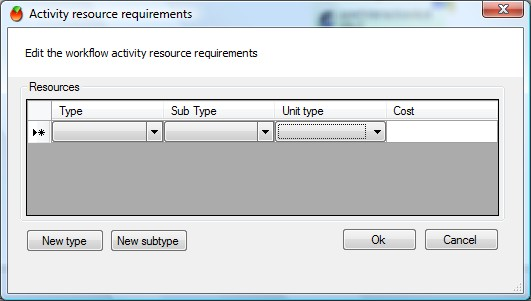 Activity resource requirements
Edit the workflow activity resource requirements
Resources
Type Sub Type Unit type Cost
New type New subtype Ok Cancel